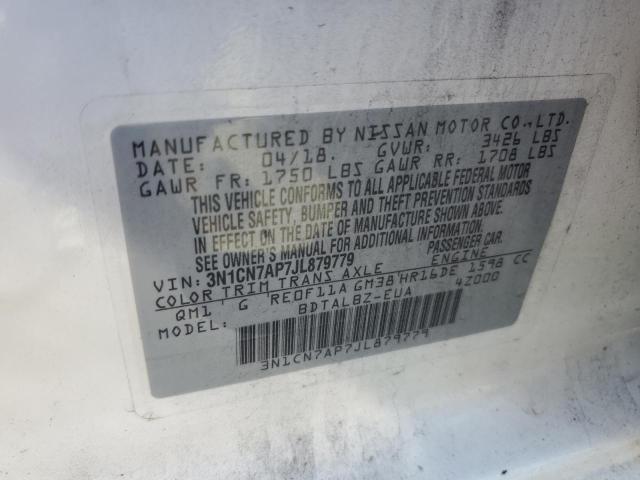 MANUFACTURED BY NISSAN MOTOR CO.,LTD.
DATE: 04/18. GVWR: 3426 LBS
GAWR FR: 1750 LBS GAWR RR: 1708 LBS
THIS VEHICLE CONFORMS TO ALL APPLICABLE FEDERAL MOTOR
VEHICLE SAFETY, BUMPER AND THEFT PREVENTION STANDARDS
IN EFFECT ON THE DATE OF MANUFACTURE SHOWN ABOVE.
SEE OWNER'S MANUAL FOR ADDITIONAL INFORMATION.
VIN: 3N1CN7AP7JL879779 PASSENGER CAR.
COLOR TRIM TRANS AXLE ENGINE
QM1 G RE0F11A GM38 HR16DE 1598 CC
MODEL: BDTALBZ-EUA 4Z000
3N1CN7AP7JL879779